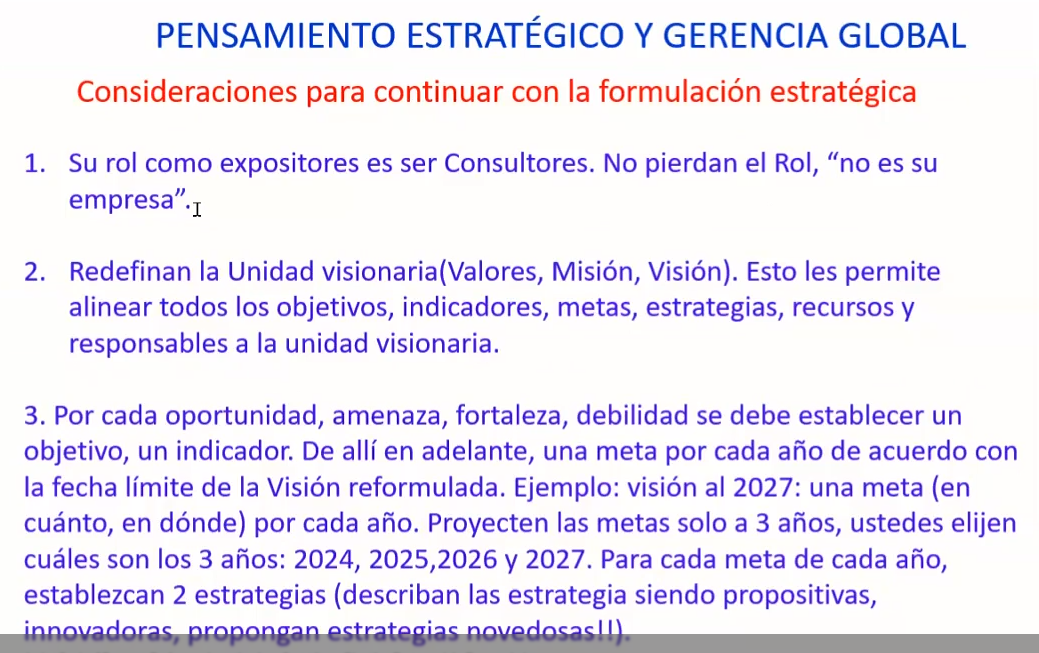 PENSAMIENTO ESTRATÉGICO Y GERENCIA GLOBAL
Consideraciones para continuar con la formulación estratégica
1. Su rol como expositores es ser Consultores. No pierdan el Rol, “no es su
empresa”.
2. Redefinan la Unidad visionaria(Valores, Misión, Visión). Esto les permite
alinear todos los objetivos, indicadores, metas, estrategias, recursos y
responsables a la unidad visionaria.
3. Por cada oportunidad, amenaza, fortaleza, debilidad se debe establecer un
objetivo, un indicador. De allí en adelante, una meta por cada año de acuerdo con
la fecha límite de la Visión reformulada. Ejemplo: visión al 2027: una meta (en
cuánto, en dónde) por cada año. Proyecten las metas solo a 3 años, ustedes elijen
cuáles son los 3 años: 2024, 2025,2026 y 2027. Para cada meta de cada año,
establezcan 2 estrategias (describan las estrategia siendo propositivas,
innovadoras, propongan estrategias novedosas!!).